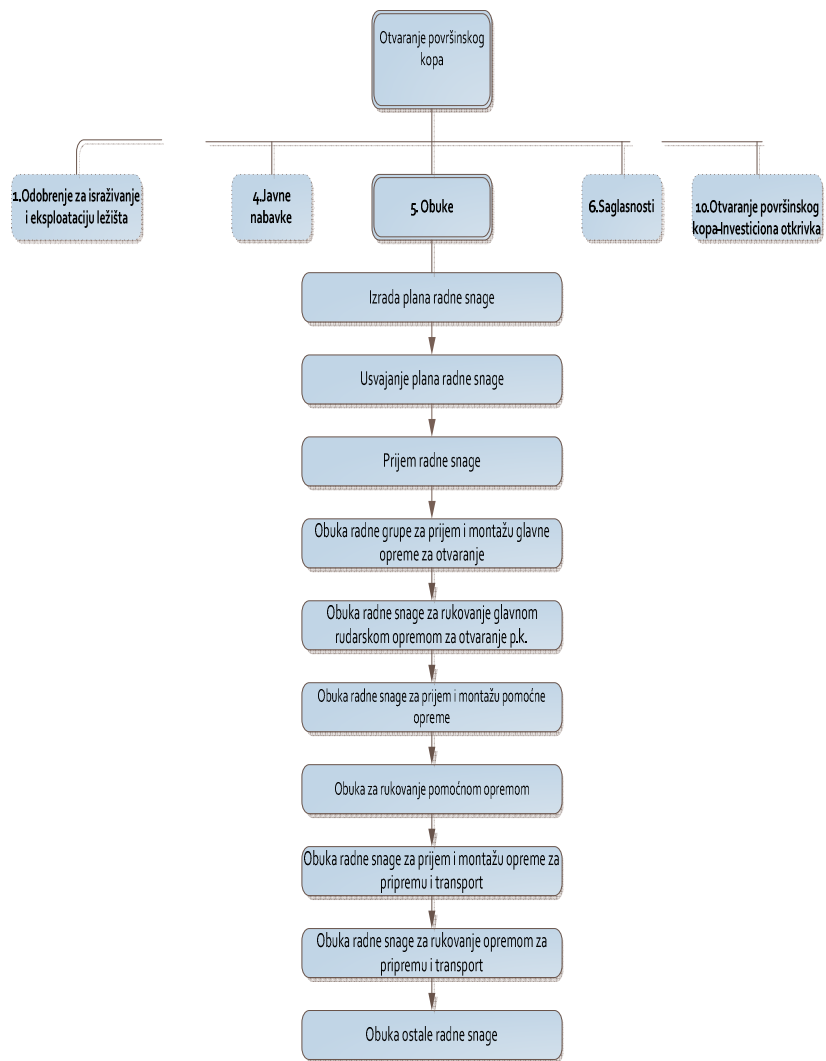 Otvaranje površinskog
kopa
1.Odobrenje za israživanje
i eksploataciju ležišta
4.Javne
nabavke
5. Obuke
6.Saglasnosti
10.Otvaranje površinskog
kopa-Investiciona otkrivka
Izrada plana radne snage
Usvajanje plana radne snage
Prijem radne snage
Obuka radne grupe za prijem i montažu glavne
opreme za otvaranje
Obuka radne snage za rukovanje glavnom
rudarskom opremom za otvaranje p.k.
Obuka radne snage za prijem i montažu pomoćne
opreme
Obuka za rukovanje pomoćnom opremom
Obuka radne snage za prijem i montažu opreme za
pripremu i transport
Obuka radne snage za rukovanje opremom za
pripremu i transport
Obuka ostale radne snage